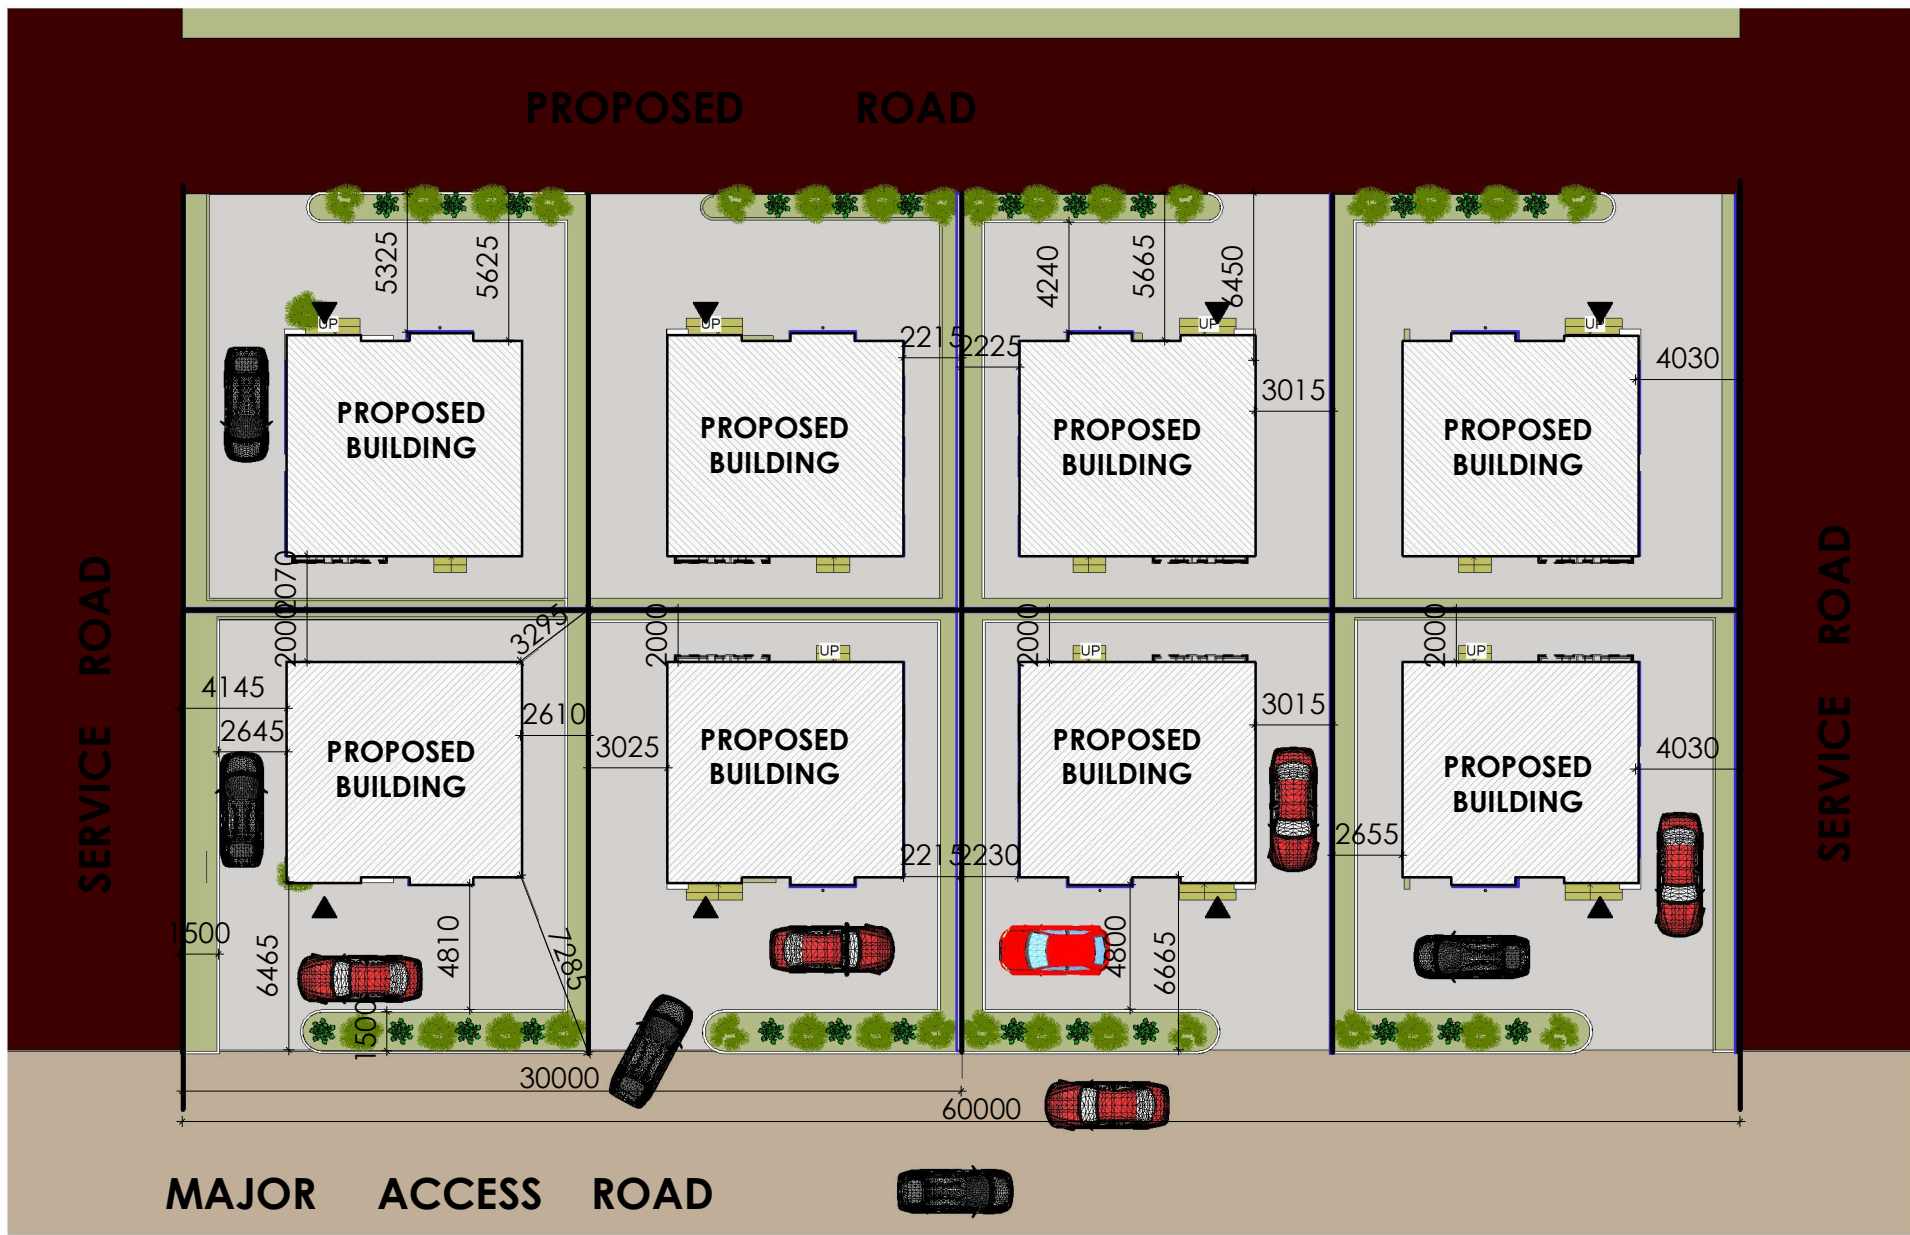 PROPOSED ROAD
5325
5625
4240
5665
6450
UP
UP
UP
UP
2215
2225
4030
3015
PROPOSED
BUILDING
PROPOSED
BUILDING
PROPOSED
BUILDING
PROPOSED
BUILDING
SERVICE ROAD
SERVICE ROAD
2070
2000
3295
2000
2000
2000
UP
UP
UP
4145
2645
2610
3025
3015
4030
PROPOSED
BUILDING
PROPOSED
BUILDING
PROPOSED
BUILDING
PROPOSED
BUILDING
2215
2230
2655
1500
6465
4810
7285
4800
6665
1500
30000
60000
MAJOR ACCESS ROAD